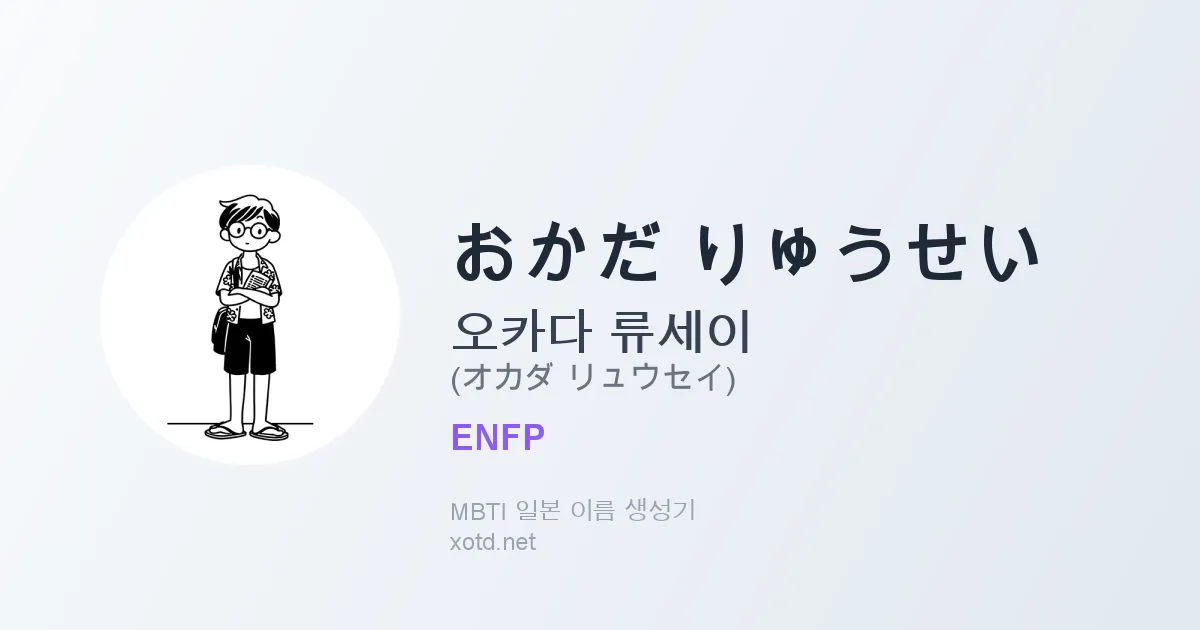 おかだ りゅうせい
오카다 류세이
(オカダ リュウセイ)
ENFP
MBTI 일본 이름 생성기
xotd.net